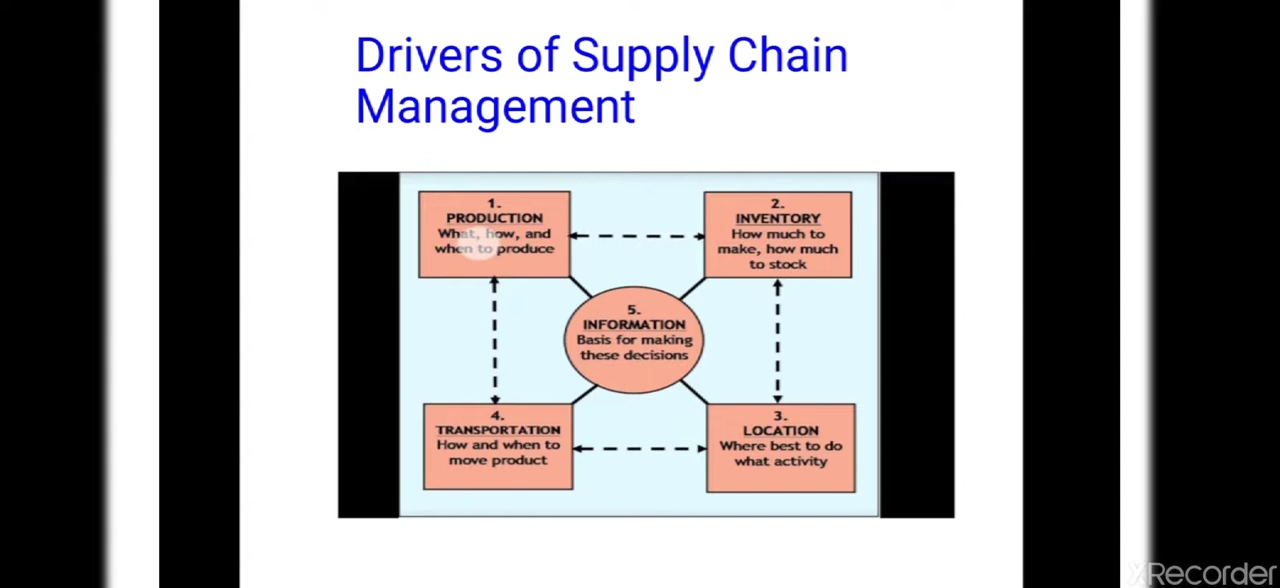 Drivers of Supply Chain
Management
1.
PRODUCTION
What, how, and
when to produce
2.
INVENTORY
How much to
make, how much
to stock
5.
INFORMATION
Basis for making
these decisions
4.
TRANSPORTATION
How and when to
move product
3.
LOCATION
Where best to do
what activity
XRecorder